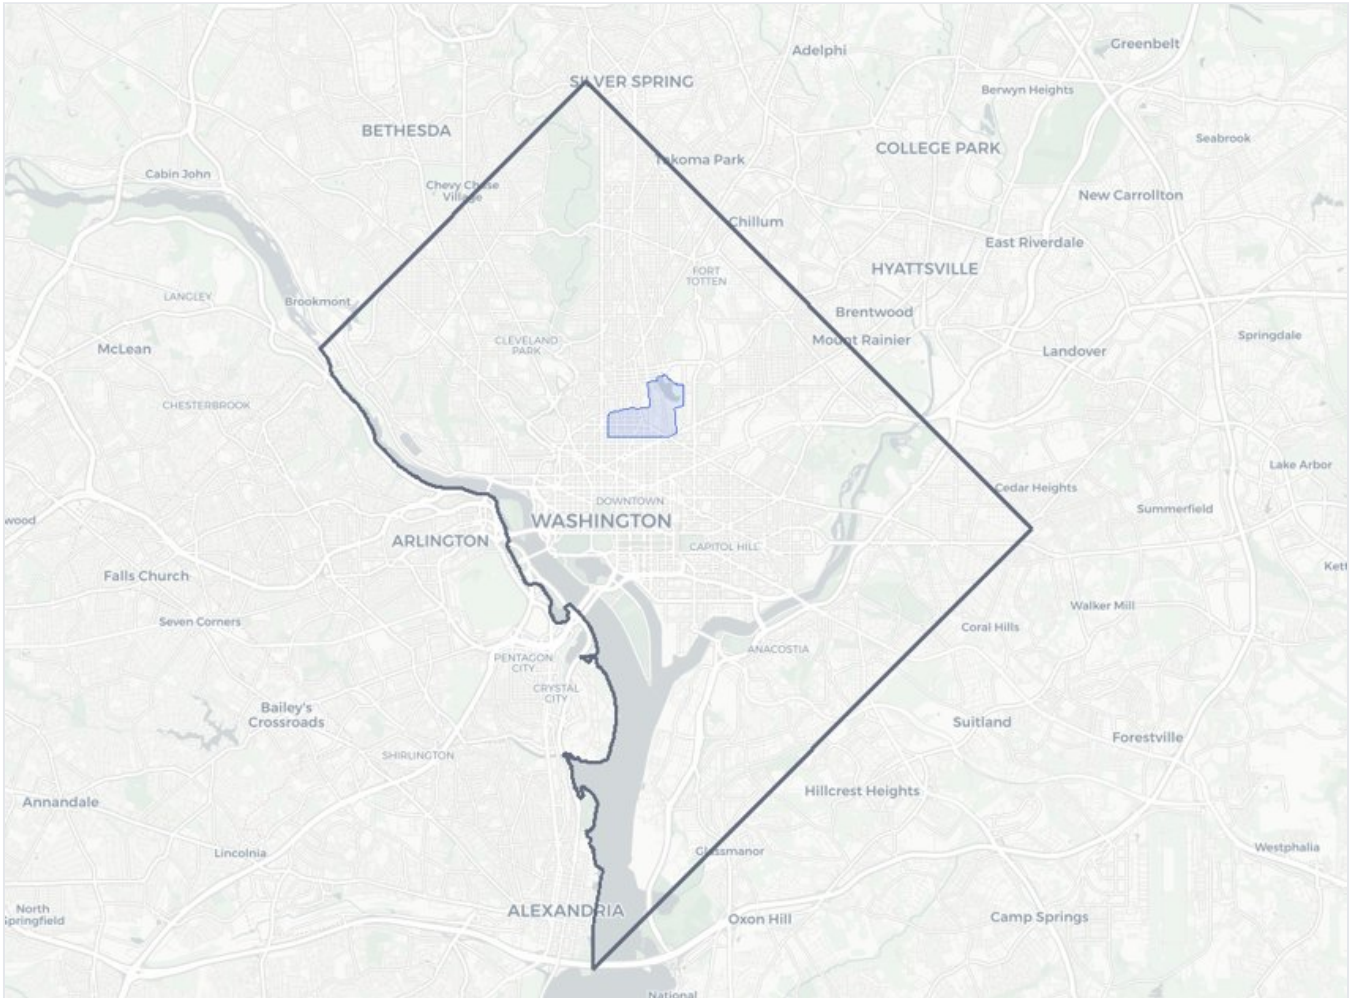 Adelphi
Greenbelt
SILVER SPRING
Berwyn Heights
BETHESDA
Seabrook
COLLEGE PARK
Takoma Park
Cabin John
Chevy Chase
Village
New Carrollton
Chillum
East Riverdale
HYATTSVILLE
FORT
TOTTEN
LANGLEY
Brookmont
Brentwood
Springdale
CLEVELAND
PARK
Mount Rainier
McLean
Landover
CHESTERBROOK
Lake Arbor
Cedar Heights
DOWNTOWN
Summerfield
wood
WASHINGTON
ARLINGTON
CAPITOL HILL
Kett
Falls Church
Walker Mill
Seven Corners
Coral Hills
ANACOSTIA
PENTAGON
CITY
CRYSTAL
CITY
Bailey's
Crossroads
Suitland
Forestville
SHIRLINGTON
Hillcrest Heights
Annandale
Lincolnia
Glassmanor
Westphalia
North
Springfield
ALEXANDRIA
Oxon Hill
Camp Springs
National